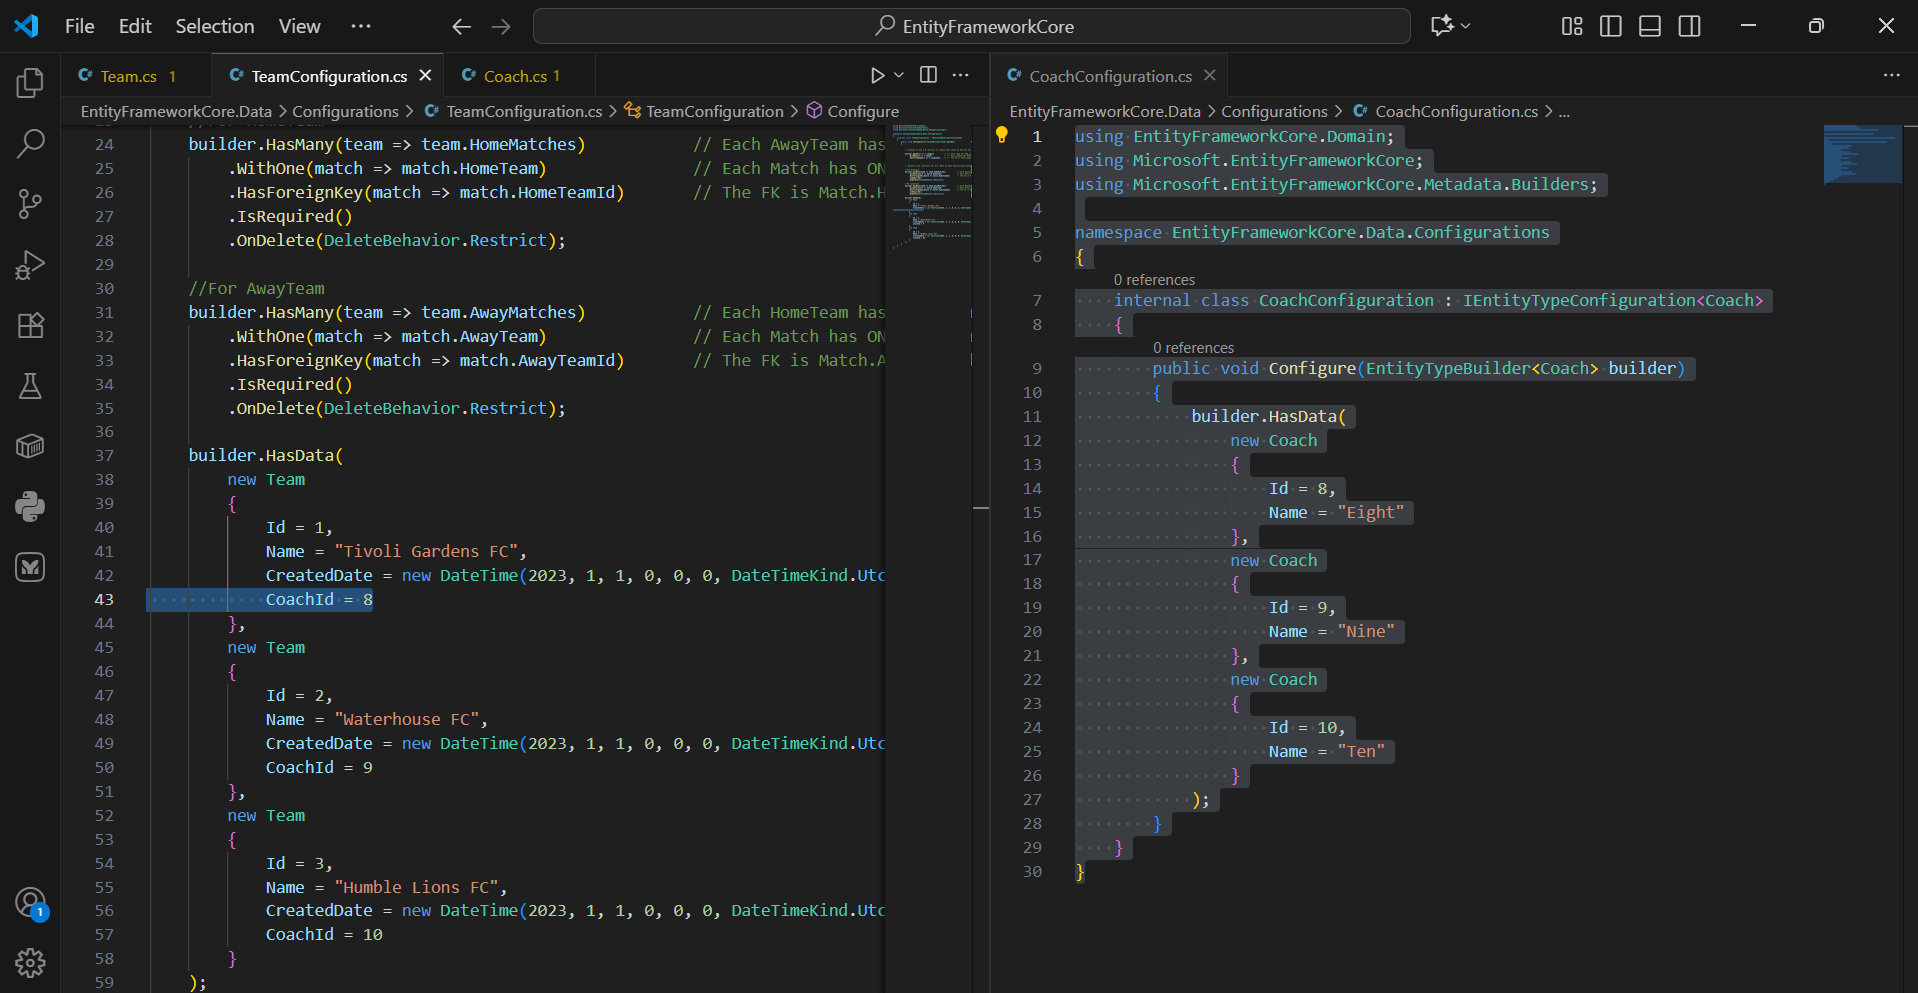 File Edit Selection View ··· EntityFrameworkCore
Team.cs 1 TeamConfiguration.cs Coach.cs 1
EntityFrameworkCore.Data > Configurations > TeamConfiguration.cs > TeamConfiguration > Configure
24 builder.HasMany(team => team.HomeMatches) // Each AwayTeam has
25 .WithOne(match => match.HomeTeam) // Each Match has ON
26 .HasForeignKey(match => match.HomeTeamId) // The FK is Match.H
27 .IsRequired()
28 .OnDelete(DeleteBehavior.Restrict);
29
30 //For AwayTeam
31 builder.HasMany(team => team.AwayMatches) // Each HomeTeam has
32 .WithOne(match => match.AwayTeam) // Each Match has ON
33 .HasForeignKey(match => match.AwayTeamId) // The FK is Match.A
34 .IsRequired()
35 .OnDelete(DeleteBehavior.Restrict);
36
37 builder.HasData(
38 new Team
39 {
40 Id = 1,
41 Name = "Tivoli Gardens FC",
42 CreatedDate = new DateTime(2023, 1, 1, 0, 0, 0, DateTimeKind.Utc
43 CoachId = 8
44 },
45 new Team
46 {
47 Id = 2,
48 Name = "Waterhouse FC",
49 CreatedDate = new DateTime(2023, 1, 1, 0, 0, 0, DateTimeKind.Utc
50 CoachId = 9
51 },
52 new Team
53 {
54 Id = 3,
55 Name = "Humble Lions FC",
56 CreatedDate = new DateTime(2023, 1, 1, 0, 0, 0, DateTimeKind.Utc
57 CoachId = 10
58 }
59 );
CoachConfiguration.cs
EntityFrameworkCore.Data > Configurations > CoachConfiguration.cs > ...
1 using EntityFrameworkCore.Domain;
2 using Microsoft.EntityFrameworkCore;
3 using Microsoft.EntityFrameworkCore.Metadata.Builders;
4
5 namespace EntityFrameworkCore.Data.Configurations
6 {
0 references
7 internal class CoachConfiguration : IEntityTypeConfiguration<Coach>
8 {
0 references
9 public void Configure(EntityTypeBuilder<Coach> builder)
10 {
11 builder.HasData(
12 new Coach
13 {
14 Id = 8,
15 Name = "Eight"
16 },
17 new Coach
18 {
19 Id = 9,
20 Name = "Nine"
21 },
22 new Coach
23 {
24 Id = 10,
25 Name = "Ten"
26 }
27 );
28 }
29 }
30 }
1